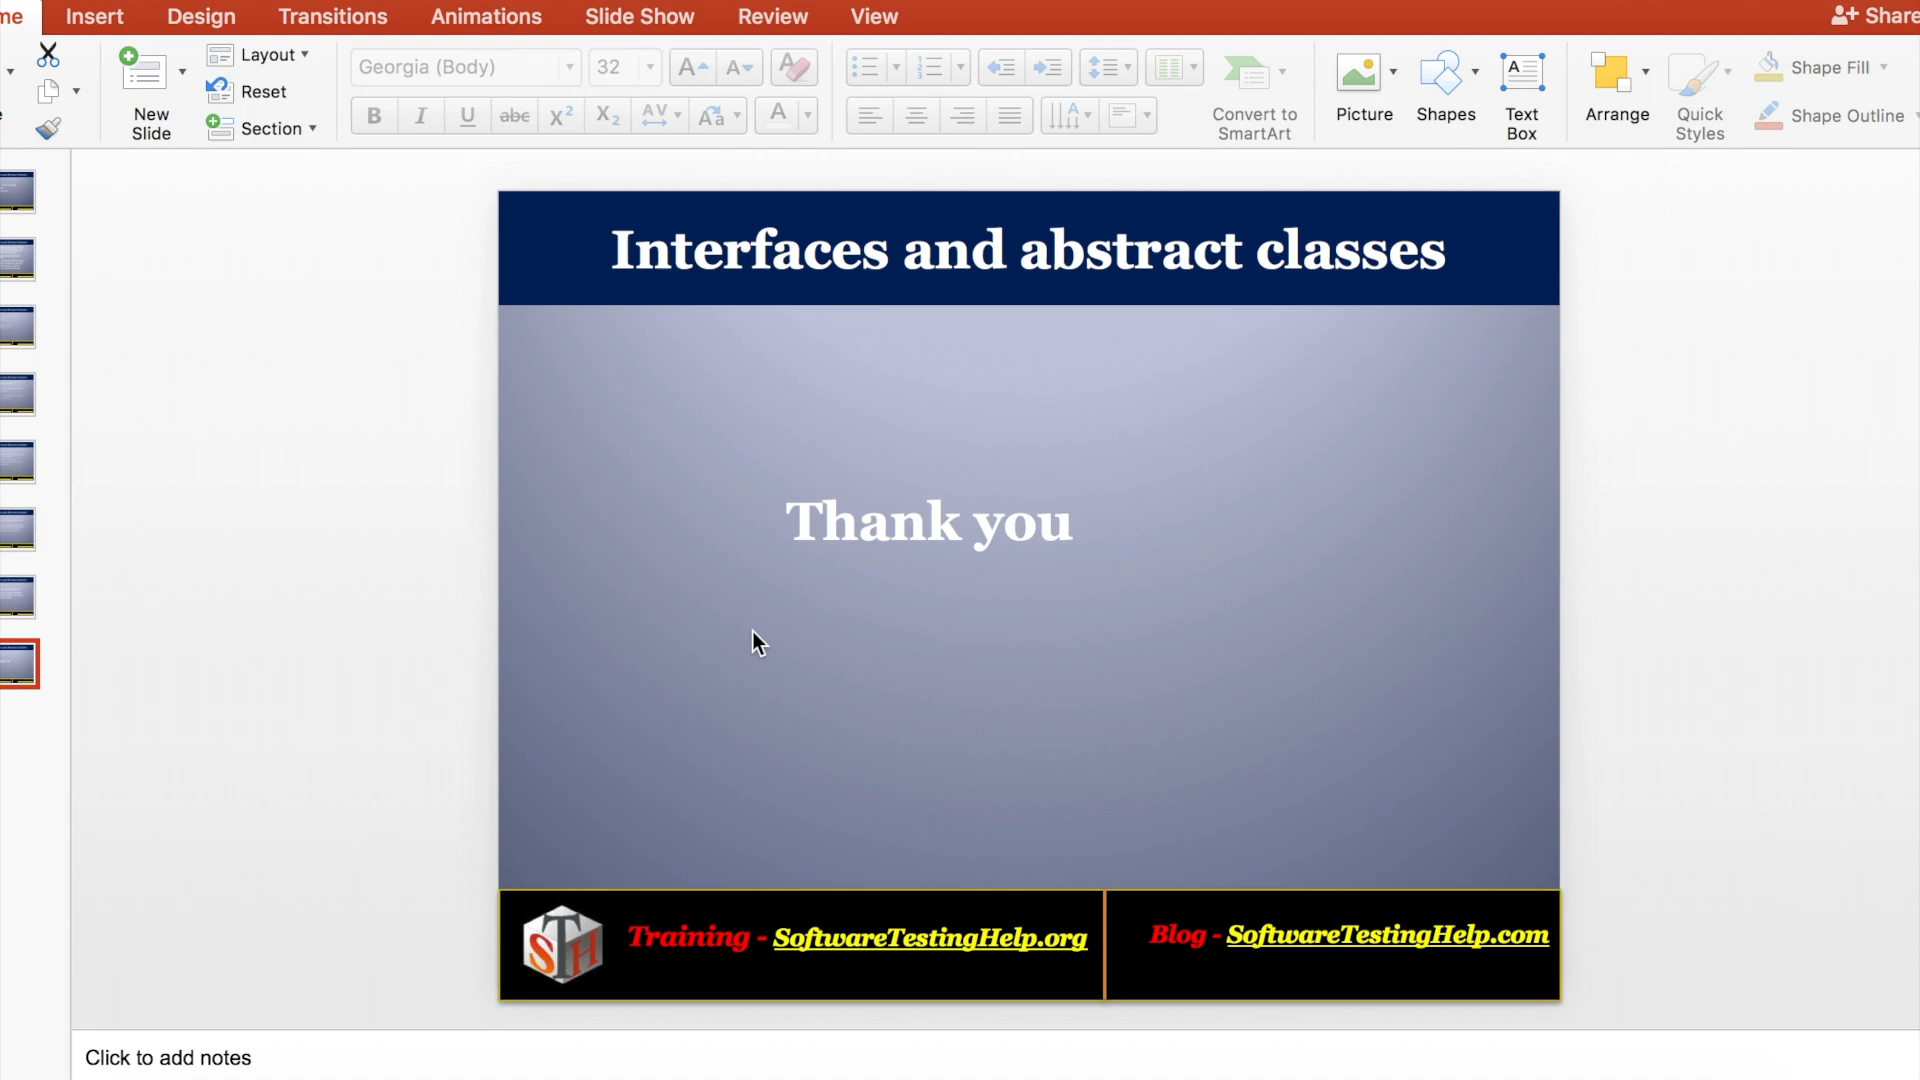 Insert Design Transitions Animations Slide Show Review View Share
Layout
Reset
Section
New
Slide
Georgia (Body) 32
Convert to
SmartArt
Picture
Shapes
Text
Box
Arrange
Quick
Styles
Shape Fill
Shape Outline
Interfaces and abstract classes
Thank you
STH
Training - SoftwareTestingHelp.org
Blog - SoftwareTestingHelp.com
Click to add notes